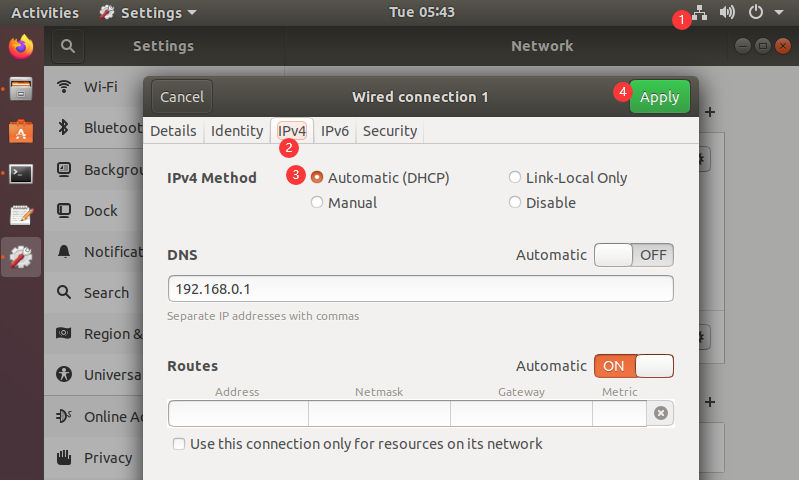 Activities Settings Tue 05:43 1
Settings Network
Wi-Fi
Bluetoot
Backgrou
Dock
Notificat
Search
Region &
Universa
Online Ac
Privacy
Cancel Wired connection 1 4 Apply
Details Identity IPv4 IPv6 Security
2
IPv4 Method 3 Automatic (DHCP) Link-Local Only
Manual Disable
DNS Automatic OFF
192.168.0.1
Separate IP addresses with commas
Routes Automatic ON
Address Netmask Gateway Metric
Use this connection only for resources on its network